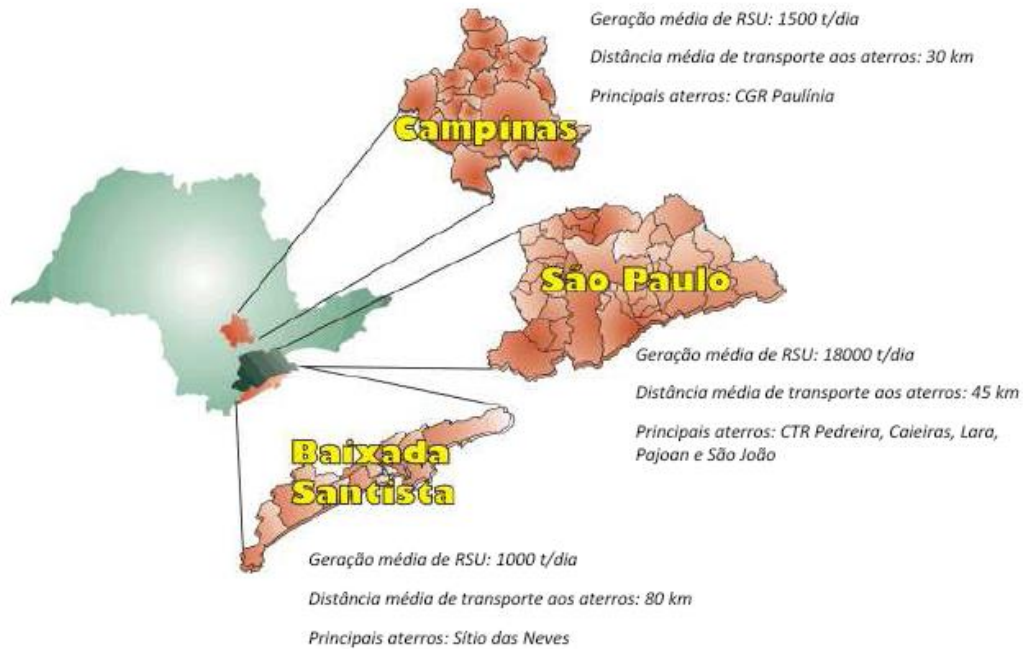 Geração média de RSU: 1500 t/dia
Distância média de transporte aos aterros: 30 km
Principais aterros: CGR Paulínia
Campinas
São Paulo
Geração média de RSU: 18000 t/dia
Distância média de transporte aos aterros: 45 km
Principais aterros: CTR Pedreira, Caieiras, Lara,
Pajoan e São João
Baixada
Santista
Geração média de RSU: 1000 t/dia
Distância média de transporte aos aterros: 80 km
Principais aterros: Sítio das Neves